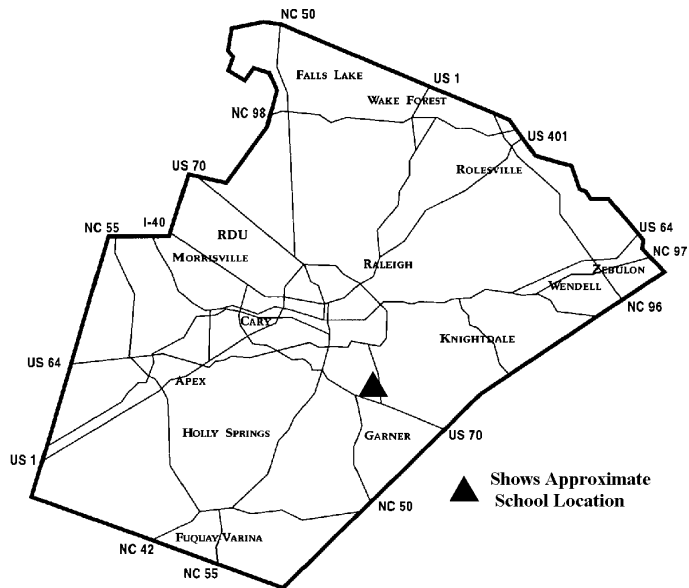 NC 50
FALLS LAKE
US 1
WAKE FOREST
NC 98
US 401
US 70
ROLESVILLE
NC 55
I-40
RDU
US 64
MORRISVILLE
NC 97
RALEIGH
ZEBULON
WENDELL
NC 96
CARY
KNIGHTDALE
US 64
APEX
HOLLY SPRINGS
GARNER
US 70
US 1
Shows Approximate
School Location
NC 50
FUQUAY VARINA
NC 42
NC 55